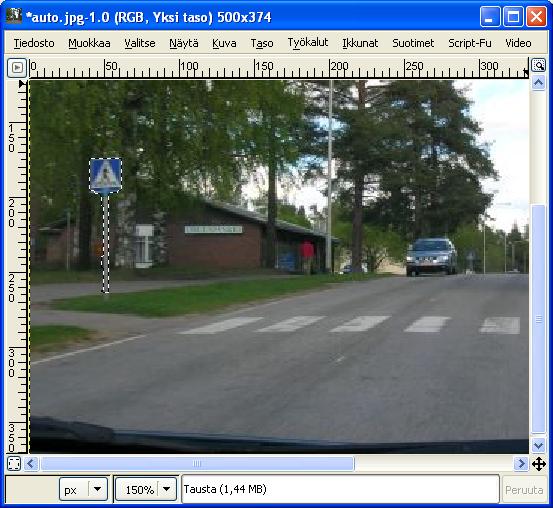 *auto.jpg-1.0 (RGB, Yksi taso) 500x374
Tiedosto Muokkaa Valitse Näytä Kuva Taso Työkalut Ikkunat Suotimet Script-Fu Video
0 50 100 150 200 250 300
150
200
250
300
350
px 150% Tausta (1,44 MB) Peruuta